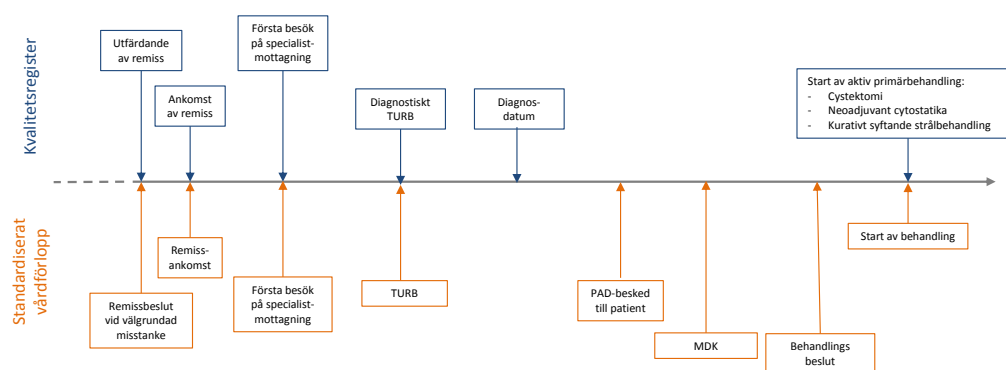 Kvalitetsregister
Utfärdande
av remiss
Ankomst
av remiss
Första besök
på specialist-
mottagning
Diagnostiskt
TURB
Diagnos-
datum
Start av aktiv primärbehandling:
- Cystektomi
- Neoadjuvant cytostatika
- Kurativt syftande strålbehandling
Standardiserat
vårdförlopp
Remissbeslut
vid välgrundad
misstanke
Remiss-
ankomst
Första besök
på specialist-
mottagning
TURB
PAD-besked
till patient
MDK
Behandlings
beslut
Start av behandling